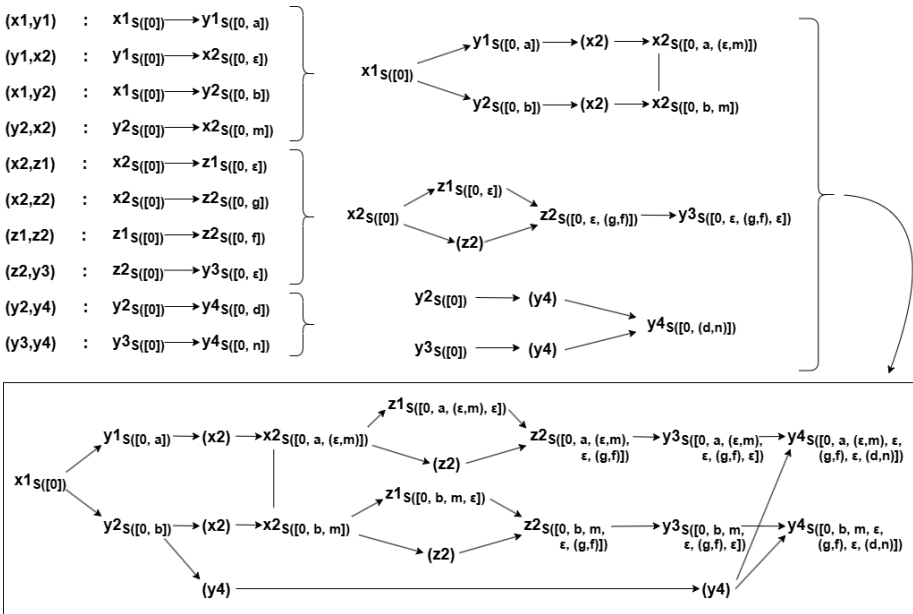 (x1,y1) : x1S([0]) → y1S([0, a])
(y1,x2) : y1S([0]) → x2S([0, ε])
(x1,y2) : x1S([0]) → y2S([0, b])
(y2,x2) : y2S([0]) → x2S([0, m])
(x2,z1) : x2S([0]) → z1S([0, ε])
(x2,z2) : x2S([0]) → z2S([0, g])
(z1,z2) : z1S([0]) → z2S([0, f])
(z2,y3) : z2S([0]) → y3S([0, ε])
(y2,y4) : y2S([0]) → y4S([0, d])
(y3,y4) : y3S([0]) → y4S([0, n])
y1S([0, a]) → (x2) → x2S([0, a, (ε,m)])
x1S([0])
y2S([0, b]) → (x2) → x2S([0, b, m])
z1S([0, ε])
x2S([0]) z2S([0, ε, (g,f)]) → y3S([0, ε, (g,f), ε])
(z2)
y2S([0]) → (y4)
y4S([0, (d,n)])
y3S([0]) → (y4)
z1S([0, a, (ε,m), ε])
y1S([0, a]) → (x2) → x2S([0, a, (ε,m)]) z2S([0, a, (ε,m), → y3S([0, a, (ε,m), → y4S([0, a, (ε,m), ε,
ε, (g,f)]) ε, (g,f), ε]) (g,f), ε, (d,n)])
(z2)
x1S([0])
z1S([0, b, m, ε])
y2S([0, b]) → (x2) → x2S([0, b, m]) z2S([0, b, m, → y3S([0, b, m, → y4S([0, b, m, ε,
ε, (g,f)]) ε, (g,f), ε]) (g,f), ε, (d,n)])
(z2)
(y4) → (y4)